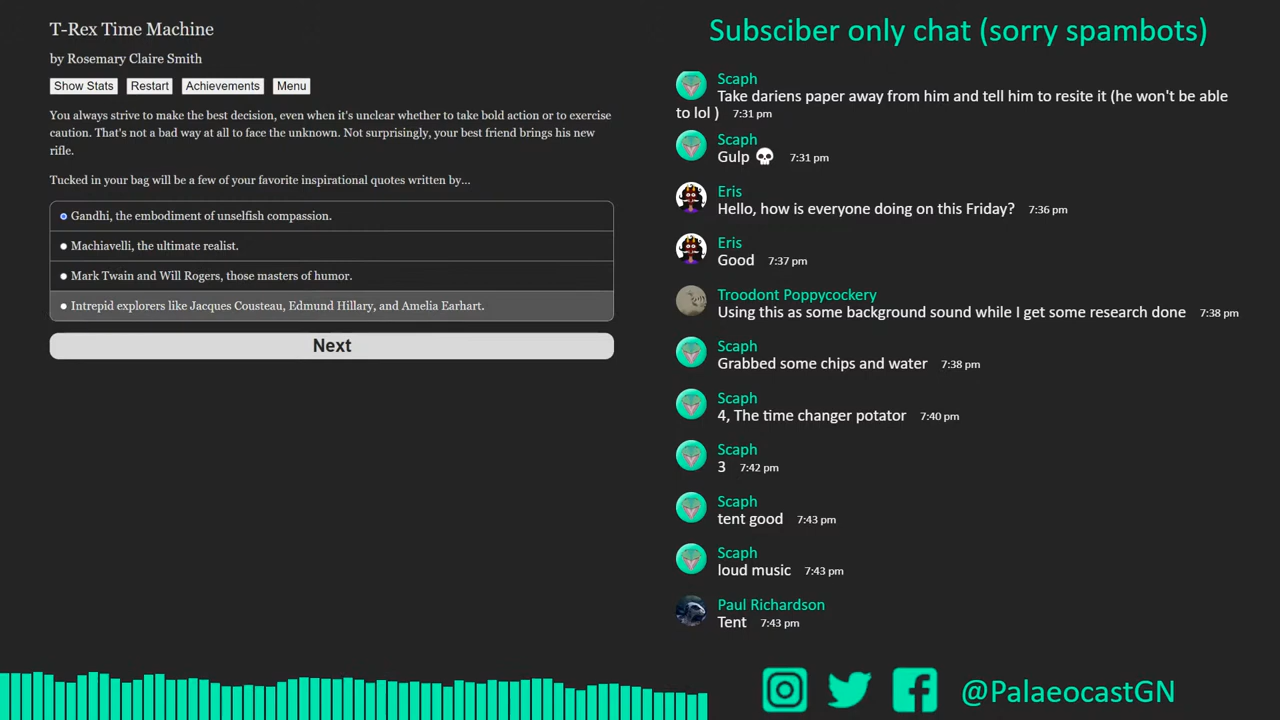 T-Rex Time Machine
by Rosemary Claire Smith
Show Stats Restart Achievements Menu
You always strive to make the best decision, even when it's unclear whether to take bold action or to exercise
caution. That's not a bad way at all to face the unknown. Not surprisingly, your best friend brings his new
rifle.
Tucked in your bag will be a few of your favorite inspirational quotes written by...
Gandhi, the embodiment of unselfish compassion.
Machiavelli, the ultimate realist.
Mark Twain and Will Rogers, those masters of humor.
Intrepid explorers like Jacques Cousteau, Edmund Hillary, and Amelia Earhart.
Next
Subsciber only chat (sorry spambots)
Scaph
Take dariens paper away from him and tell him to resite it (he won't be able
to lol ) 7:31 pm
Scaph
Gulp 💀 7:31 pm
Eris
Hello, how is everyone doing on this Friday? 7:36 pm
Eris
Good 7:37 pm
Troodont Poppycockery
Using this as some background sound while I get some research done 7:38 pm
Scaph
Grabbed some chips and water 7:38 pm
Scaph
4, The time changer potator 7:40 pm
Scaph
3 7:42 pm
Scaph
tent good 7:43 pm
Scaph
loud music 7:43 pm
Paul Richardson
Tent 7:43 pm
@PalaeocastGN